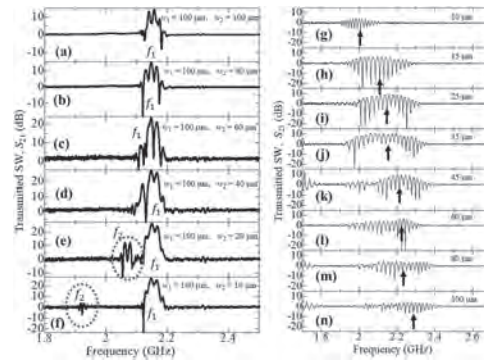 w₁ =100 μm, w₂ = 100 μm
(a)
f₁
w₁ =100 μm, w₂ = 80 μm
(b)
f₁
w₁ =100 μm, w₂ = 60 μm
(c)
f₁
w₁ =100 μm, w₂ = 40 μm
(d)
f₁
w₁ =100 μm, w₂ = 20 μm
(e)
f₂
f₁
w₁ =100 μm, w₂ = 10 μm
(f)
f₂
f₁
Transmitted SW, S₂₁ (dB)
10
0
-10
-20
1.8 2.0 2.2 2.4
Frequency (GHz)
(g) 10 μm
(h) 15 μm
(i) 25 μm
(j) 35 μm
(k) 45 μm
(l) 60 μm
(m) 80 μm
(n) 100 μm
Transmitted SW, S₂₁ (dB)
2 2.2 2.4 2.6
Frequency (GHz)